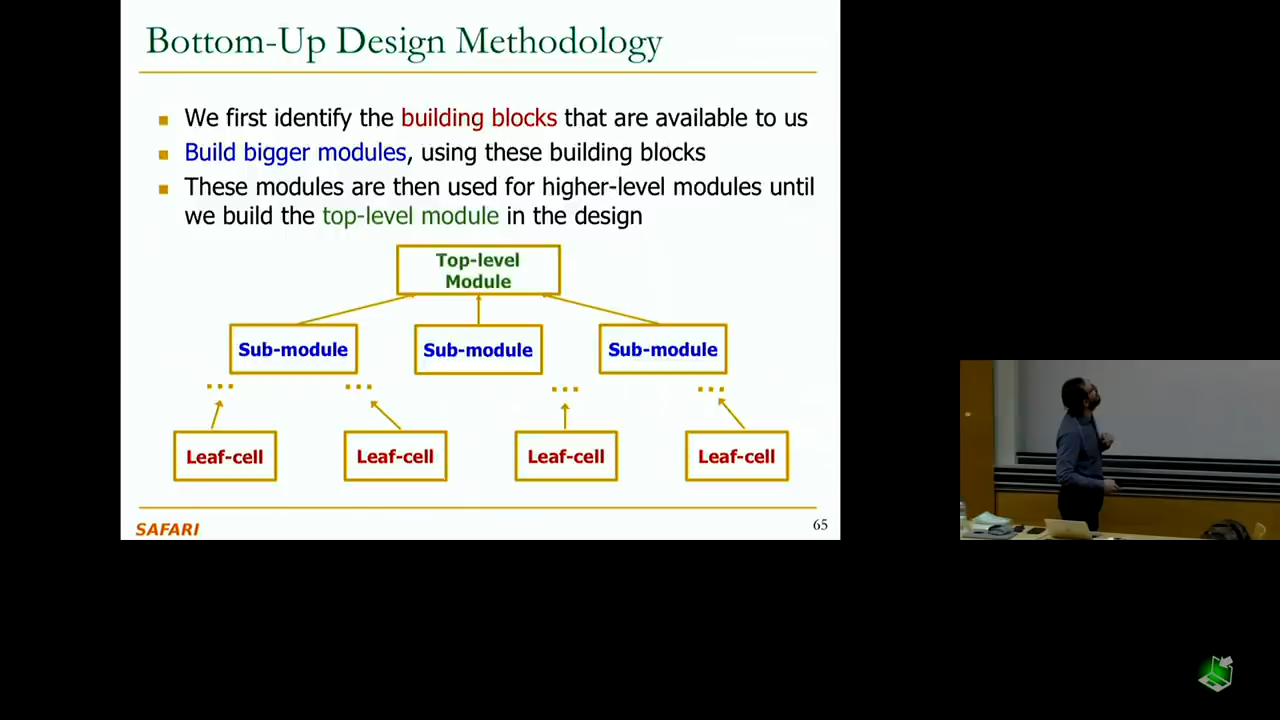 Bottom-Up Design Methodology
We first identify the building blocks that are available to us
Build bigger modules, using these building blocks
These modules are then used for higher-level modules until
we build the top-level module in the design
Top-level
Module
Sub-module
Sub-module
Sub-module
Leaf-cell
Leaf-cell
Leaf-cell
Leaf-cell
SAFARI
65